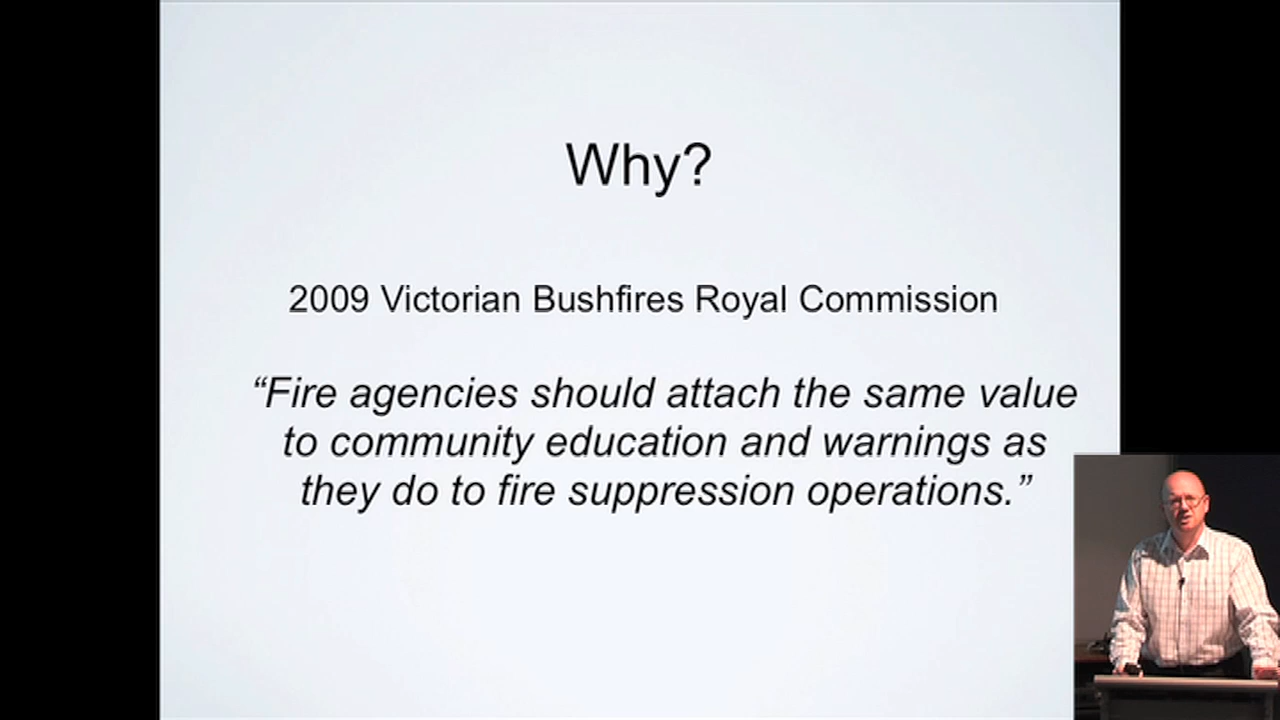 Why?
2009 Victorian Bushfires Royal Commission
“Fire agencies should attach the same value
to community education and warnings as
they do to fire suppression operations.”